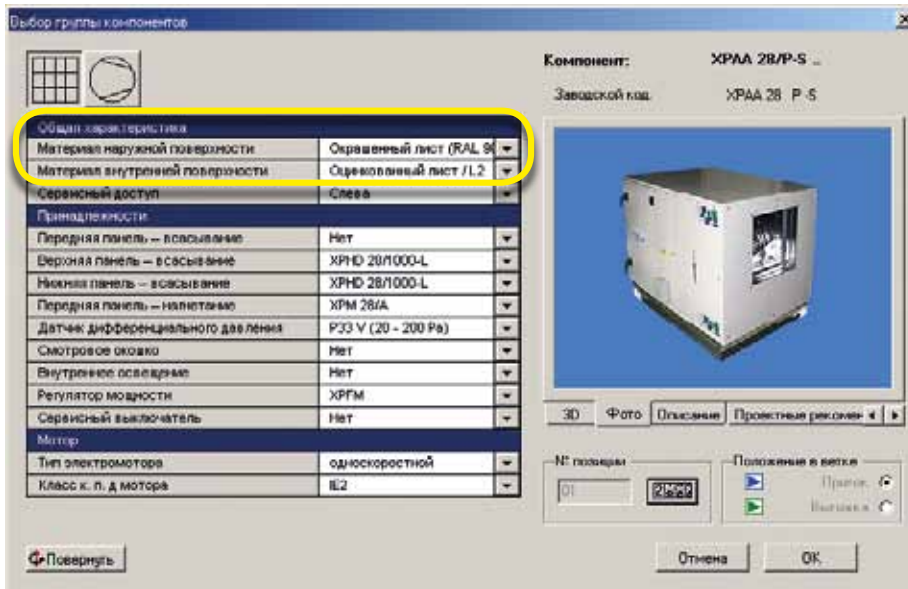 Выбор группы компонентов
Компонент: XPAA 28/P-S ...
Заводской код XPAA 28 P -S
Общая характеристика
Материал наружной поверхности Окрашенный лист (RAL 90
Материал внутренней поверхности Оцинкованный лист / L2
Сервисный доступ Слева
Принадлежности
Передняя панель – всасывание Нет
Верхняя панель – всасывание XPHD 28/1000-L
Нижняя панель – всасывание XPHD 28/1000-L
Передняя панель – нагнетание XPM 28/A
Датчик дифференциального давления P33 V (20 - 200 Pa)
Смотровое окошко Нет
Внутреннее освещение Нет
Регулятор мощности XPFM
Сервисный выключатель Нет
Мотор
Тип электромотора односкоростной
Класс к. п. д мотора IE2
3D Фото Описание Проектные рекомен
№ позиции
01
Положение в ветке
Приток
Вытяжка
Повернуть
Отмена OK